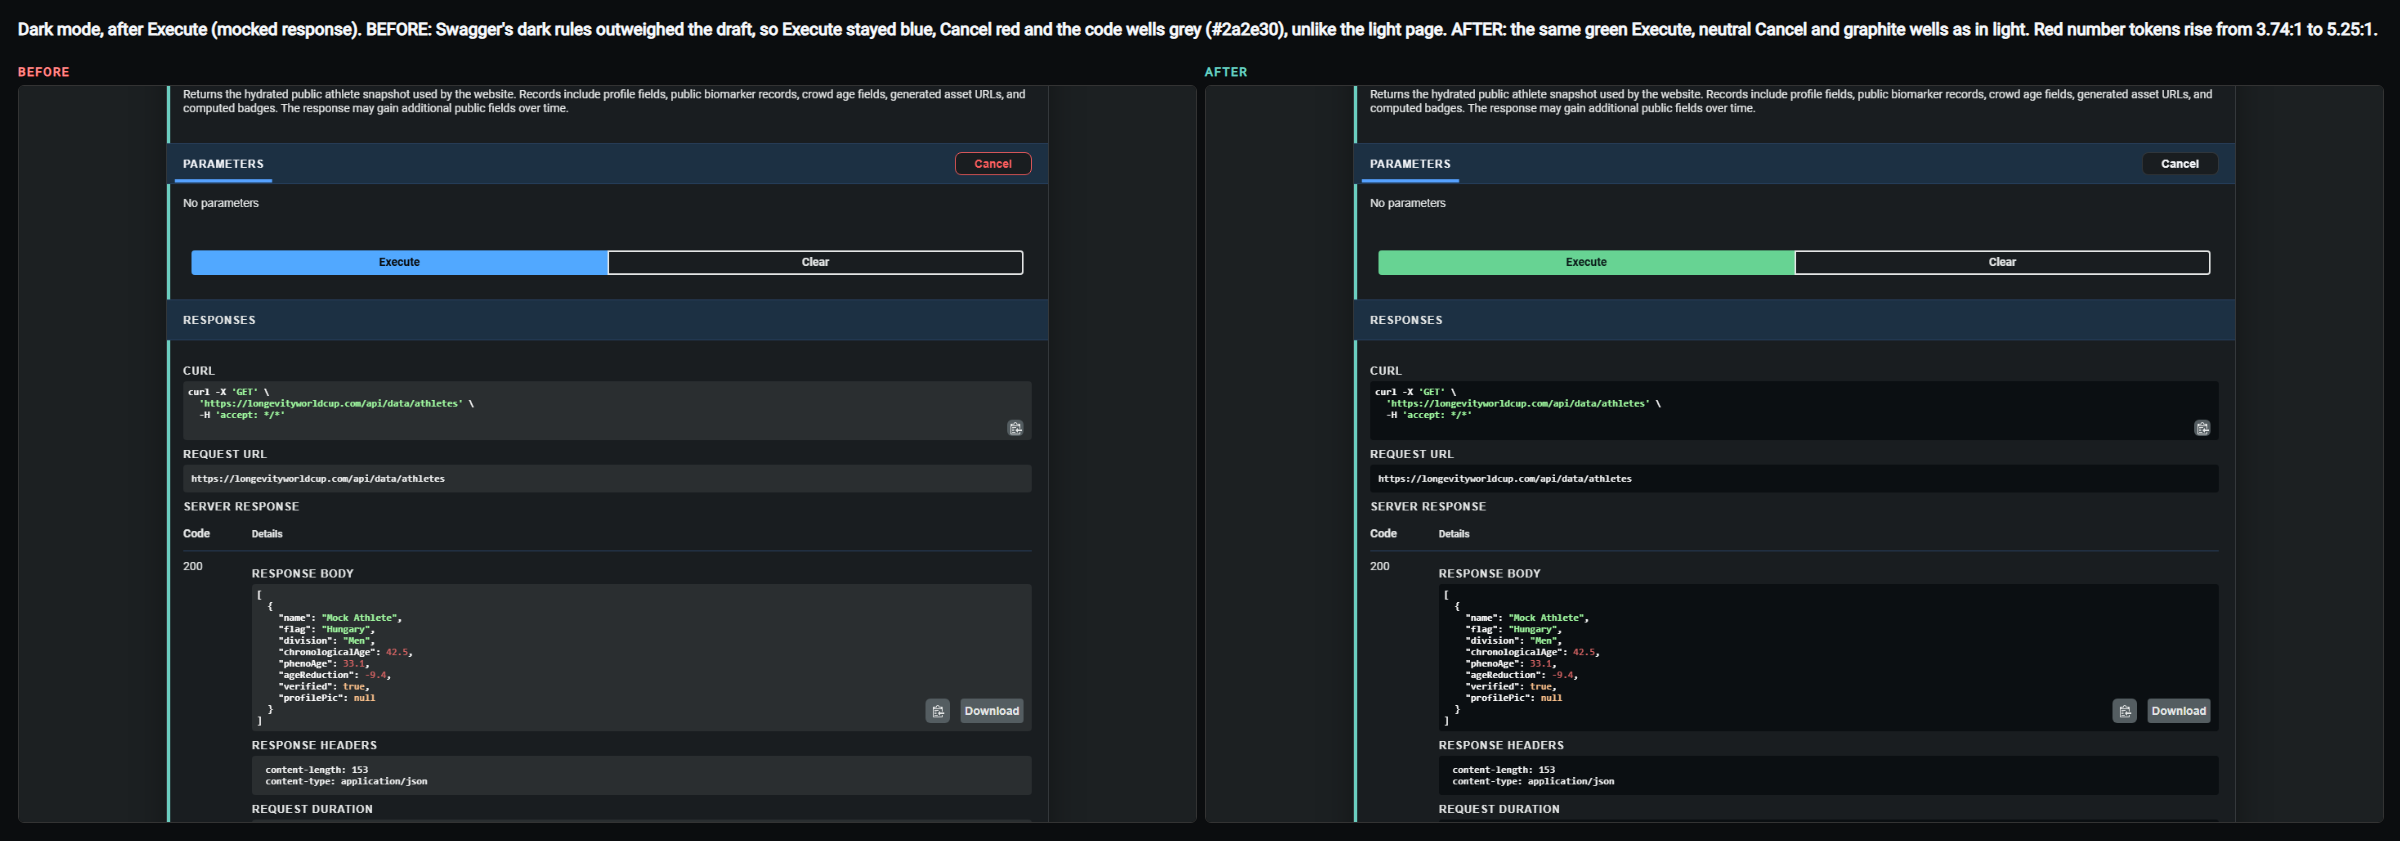 Dark mode, after Execute (mocked response). BEFORE: Swagger's dark rules outweighed the draft, so Execute stayed blue, Cancel red and the code wells grey (#2a2e30), unlike the light page. AFTER: the same green Execute, neutral Cancel and graphite wells as in light. Red number tokens rise from 3.74:1 to 5.25:1.
BEFORE
Returns the hydrated public athlete snapshot used by the website. Records include profile fields, public biomarker records, crowd age fields, generated asset URLs, and
computed badges. The response may gain additional public fields over time.
PARAMETERS
Cancel
No parameters
Execute
Clear
RESPONSES
CURL
curl -X 'GET' \
'https://longevityworldcup.com/api/data/athletes' \
-H 'accept: */*'
REQUEST URL
https://longevityworldcup.com/api/data/athletes
SERVER RESPONSE
Code Details
200
RESPONSE BODY
[
{
"name": "Mock Athlete",
"flag": "Hungary",
"division": "Men",
"chronologicalAge": 42.5,
"phenoAge": 33.1,
"ageReduction": -9.4,
"verified": true,
"profilePic": null
}
]
Download
RESPONSE HEADERS
content-length: 153
content-type: application/json
REQUEST DURATION
AFTER
Returns the hydrated public athlete snapshot used by the website. Records include profile fields, public biomarker records, crowd age fields, generated asset URLs, and
computed badges. The response may gain additional public fields over time.
PARAMETERS
Cancel
No parameters
Execute
Clear
RESPONSES
CURL
curl -X 'GET' \
'https://longevityworldcup.com/api/data/athletes' \
-H 'accept: */*'
REQUEST URL
https://longevityworldcup.com/api/data/athletes
SERVER RESPONSE
Code Details
200
RESPONSE BODY
[
{
"name": "Mock Athlete",
"flag": "Hungary",
"division": "Men",
"chronologicalAge": 42.5,
"phenoAge": 33.1,
"ageReduction": -9.4,
"verified": true,
"profilePic": null
}
]
Download
RESPONSE HEADERS
content-length: 153
content-type: application/json
REQUEST DURATION